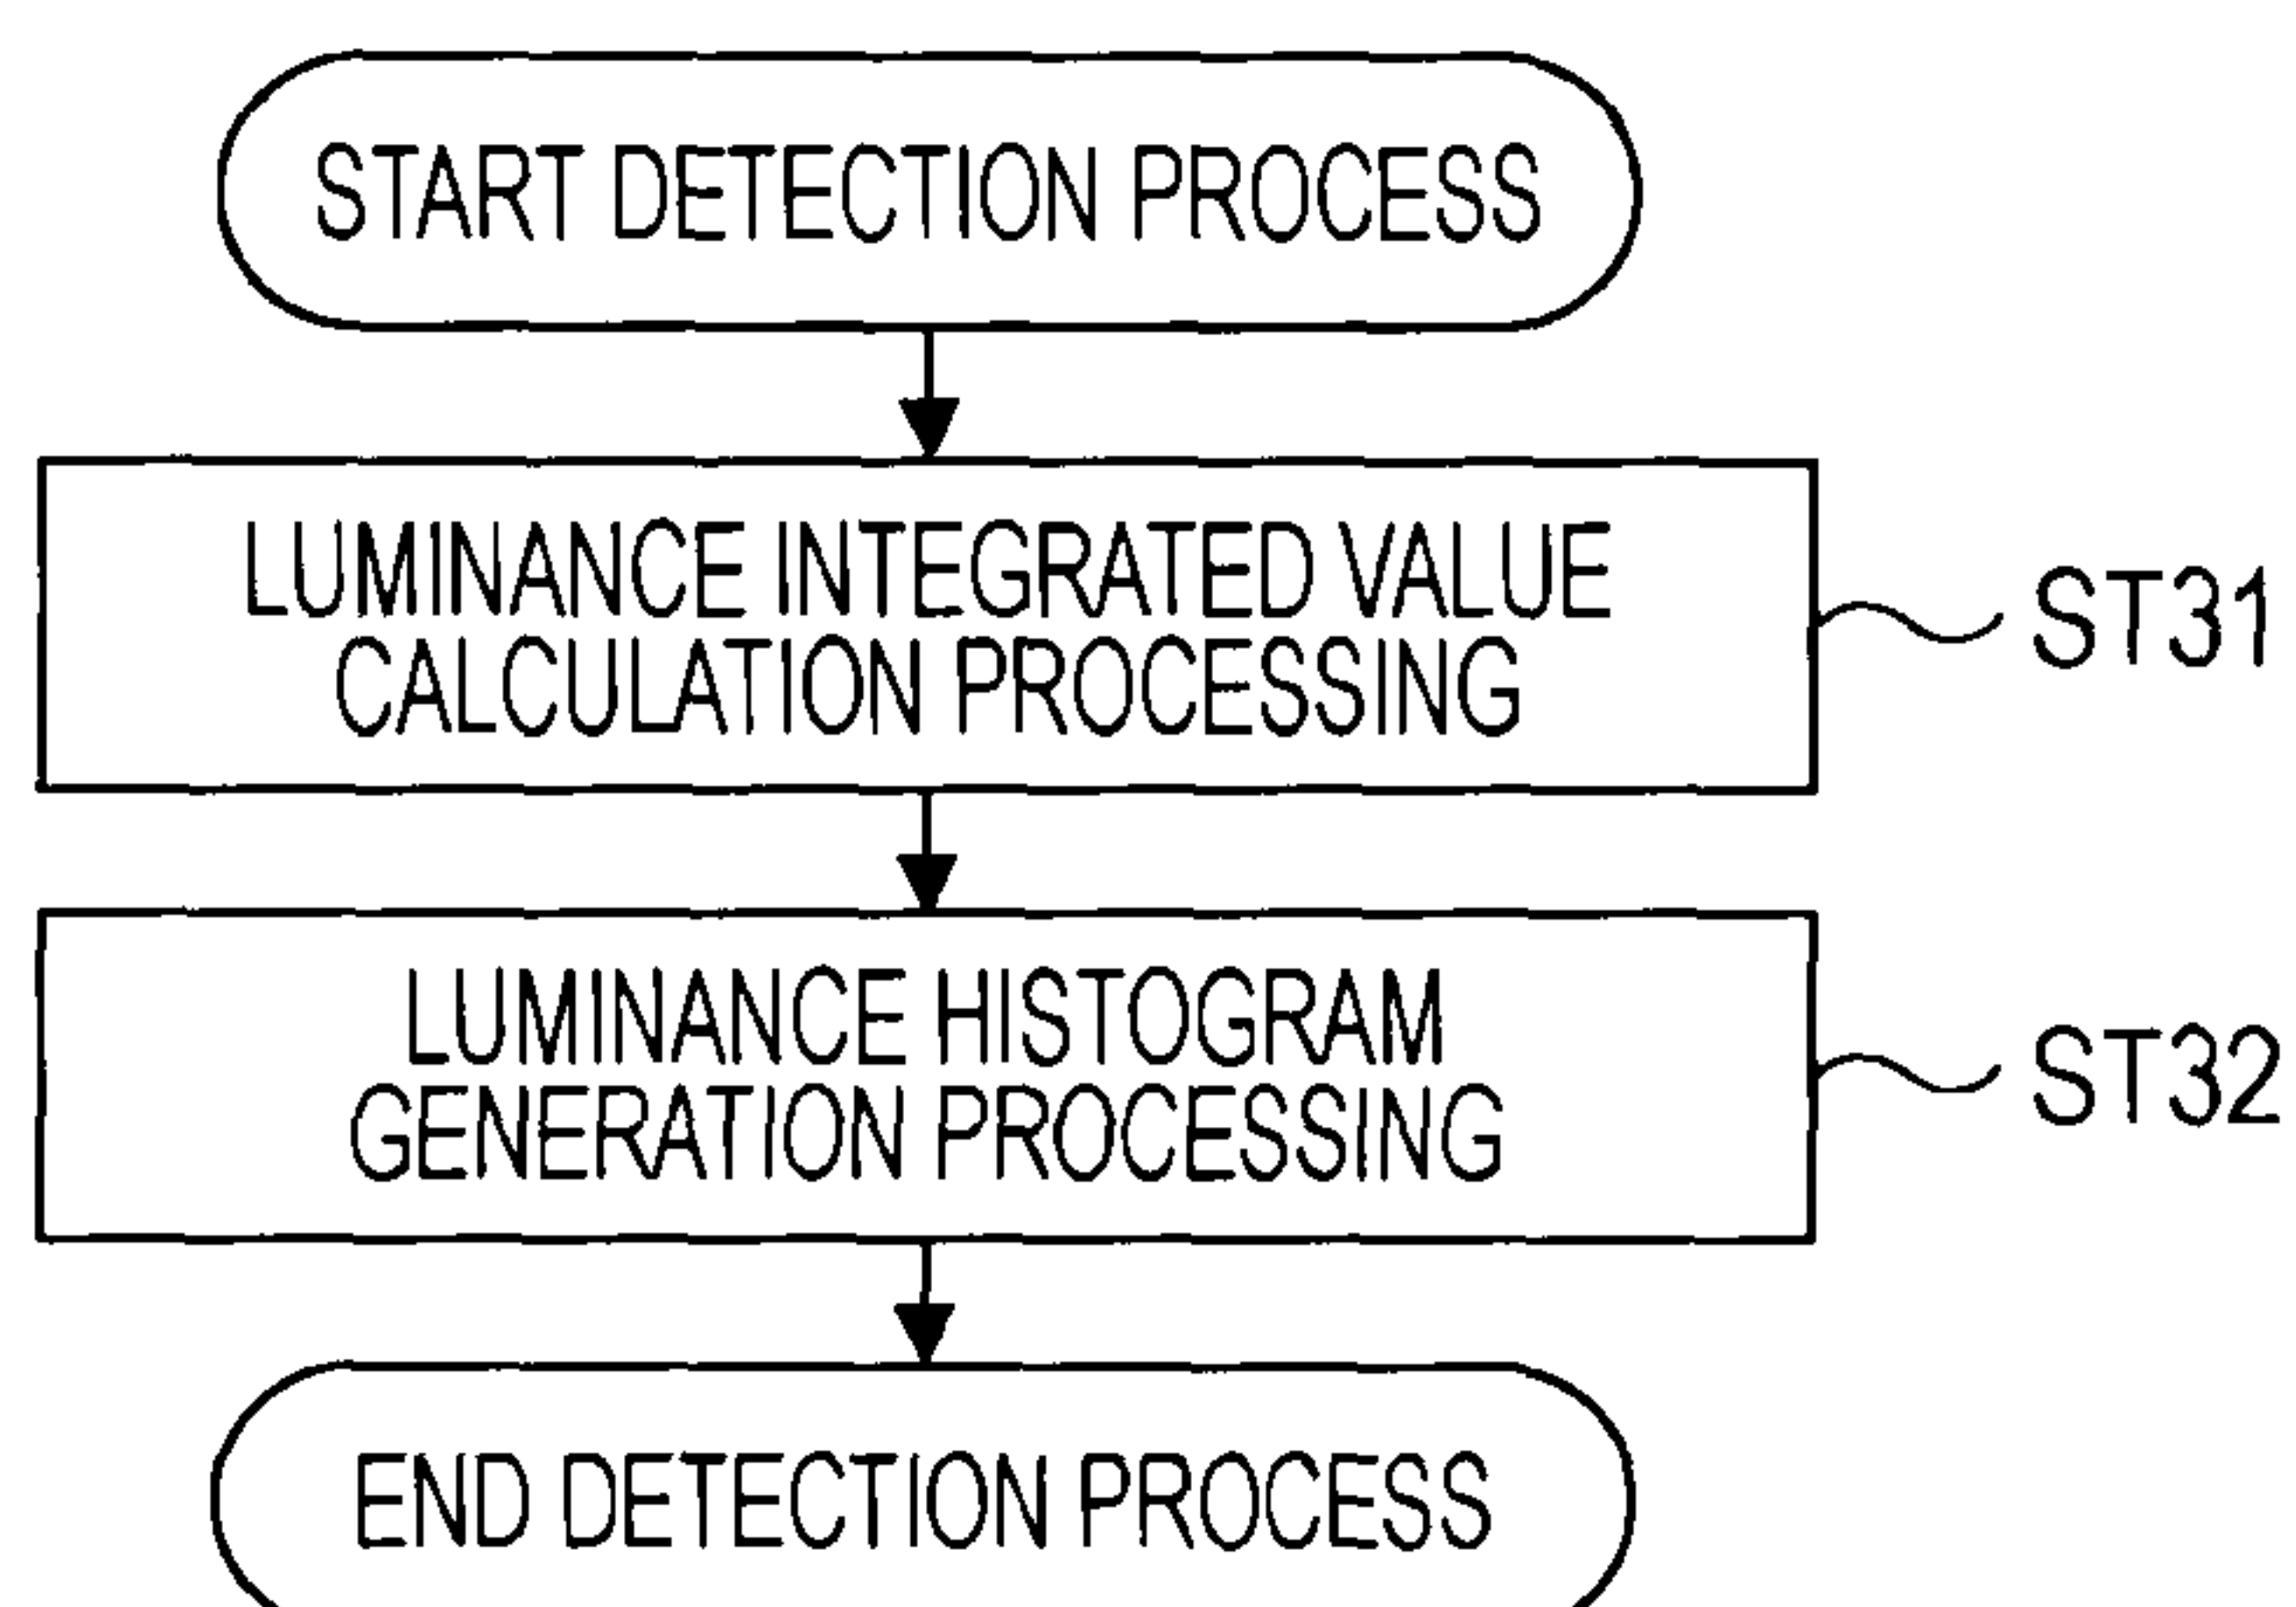 START DETECTION PROCESS
LUMINANCE INTEGRATED VALUE
CALCULATION PROCESSING
ST31
LUMINANCE HISTOGRAM
GENERATION PROCESSING
ST32
END DETECTION PROCESS